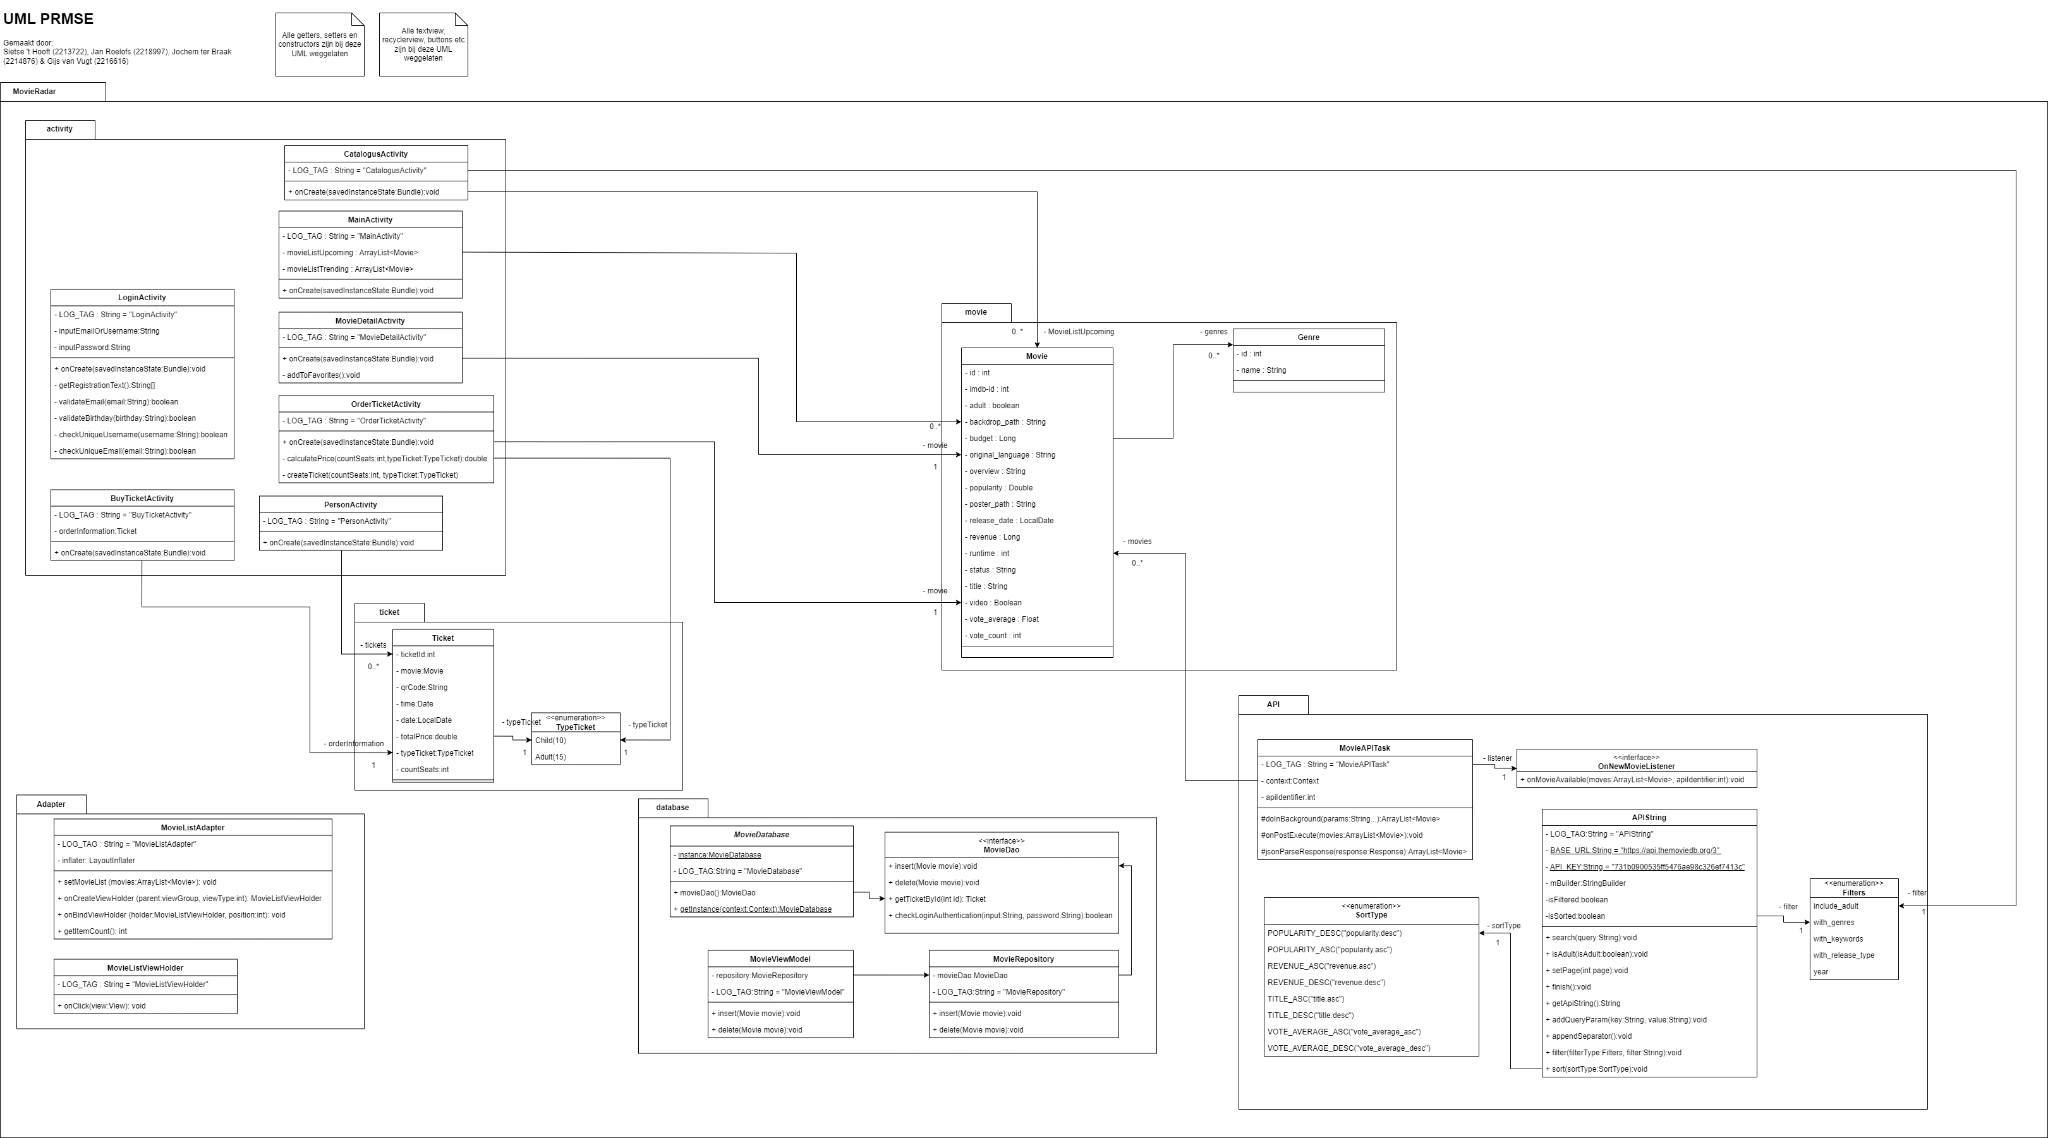 UML PRMSE
Gemaakt door:
Sietse 't Hooft (2213722), Jan Roelofs (2218997), Jochem ter Braak
(2214876) & Gijs van Vugt (2216616)
Alle getters, setters en
constructors zijn bij deze
UML weggelaten
Alle textview,
recyclerview, buttons etc
zijn bij deze UML
weggelaten
MovieRadar
activity
CatalogusActivity
- LOG_TAG : String = "CatalogusActivity"
+ onCreate(savedInstanceState:Bundle):void
MainActivity
- LOG_TAG : String = "MainActivity"
- movieListUpcoming : ArrayList<Movie>
- movieListTrending : ArrayList<Movie>
+ onCreate(savedInstanceState:Bundle):void
LoginActivity
- LOG_TAG : String = "LoginActivity"
- inputEmailOrUsername:String
- inputPassword:String
+ onCreate(savedInstanceState:Bundle):void
- getRegistrationText():String[]
- validateEmail(email:String):boolean
- validateBirthday(birthday:String):boolean
- checkUniqueUsername(username:String):boolean
- checkUniqueEmail(email:String):boolean
MovieDetailActivity
- LOG_TAG : String = "MovieDetailActivity"
+ onCreate(savedInstanceState:Bundle):void
- addToFavorites():void
OrderTicketActivity
- LOG_TAG : String = "OrderTicketActivity"
+ onCreate(savedInstanceState:Bundle):void
- calculatePrice(countSeats:int,typeTicket:TypeTicket):double
- createTicket(countSeats:int, typeTicket:TypeTicket)
BuyTicketActivity
- LOG_TAG : String = "BuyTicketActivity"
- orderInformation:Ticket
+ onCreate(savedInstanceState:Bundle):void
PersonActivity
- LOG_TAG : String = "PersonActivity"
+ onCreate(savedInstanceState:Bundle):void
movie
0..*
- MovieListUpcoming
- genres
0..*
Genre
- id : int
- name : String
Movie
- id : int
- imdb-id : int
- adult : boolean
- backdrop_path : String
- budget : Long
- original_language : String
- overview : String
- popularity : Double
- poster_path : String
- release_date : LocalDate
- revenue : Long
- runtime : int
- status : String
- title : String
- video : Boolean
- vote_average : Float
- vote_count : int
0..*
- movie
1
- movie
1
- movies
0..*
ticket
- tickets
0..*
Ticket
- ticketId:int
- movie:Movie
- qrCode:String
- time:Date
- date:LocalDate
- totalPrice:double
- typeTicket:TypeTicket
- countSeats:int
- orderInformation
1
- typeTicket
1
<<enumeration>>
TypeTicket
Child(10)
Adult(15)
- typeTicket
1
Adapter
MovieListAdapter
- LOG_TAG : String = "MovieListAdapter"
- inflater: LayoutInflater
+ setMovieList (movies:ArrayList<Movie>): void
+ onCreateViewHolder (parent:viewGroup, viewType:int): MovieListViewHolder
+ onBindViewHolder (holder:MovieListViewHolder, position:int): void
+ getItemCount(): int
MovieListViewHolder
- LOG_TAG : String = "MovieListViewHolder"
+ onClick(view:View): void
database
MovieDatabase
- instance:MovieDatabase
- LOG_TAG:String = "MovieDatabase"
+ movieDao():MovieDao
+ getInstance(context:Context):MovieDatabase
<<interface>>
MovieDao
+ insert(Movie movie):void
+ delete(Movie movie):void
+ getTicketById(int id): Ticket
+ checkLoginAuthentication(input:String, password:String):boolean
MovieViewModel
- repository:MovieRepository
- LOG_TAG:String = "MovieViewModel"
+ insert(Movie movie):void
+ delete(Movie movie):void
MovieRepository
- movieDao:MovieDao
- LOG_TAG:String = "MovieRepository"
+ insert(Movie movie):void
+ delete(Movie movie):void
API
MovieAPITask
- LOG_TAG : String = "MovieAPITask"
- context:Context
- apiIdentifier:int
#doInBackground(params:String...):ArrayList<Movie>
#onPostExecute(movies:ArrayList<Movie>):void
#jsonParseResponse(response:Response):ArrayList<Movie>
- listener
1
<<interface>>
OnNewMovieListener
+ onMovieAvailable(moves:ArrayList<Movie>, apiIdentifier:int):void
APIString
- LOG_TAG:String = "APIString"
- BASE_URL:String = "https://api.themoviedb.org/3"
- API_KEY:String = "731b0900535ff5476ae98c326ef7413c"
- mBuilder:StringBuilder
-isFiltered:boolean
-isSorted:boolean
+ search(query:String):void
+ isAdult(isAdult:boolean):void
+ setPage(int page):void
+ finish():void
+ getApiString():String
+ addQueryParam(key:String, value:String):void
+ appendSeparator():void
+ filter(filterType:Filters, filter:String):void
+ sort(sortType:SortType):void
- filter
1
<<enumeration>>
Filters
include_adult
with_genres
with_keywords
with_release_type
year
- filter
1
<<enumeration>>
SortType
POPULARITY_DESC("popularity.desc")
POPULARITY_ASC("popularity.asc")
REVENUE_ASC("revenue.asc")
REVENUE_DESC("revenue.desc")
TITLE_ASC("title.asc")
TITLE_DESC("title.desc")
VOTE_AVERAGE_ASC("vote_average_asc")
VOTE_AVERAGE_DESC("vote_average_desc")
- sortType
1